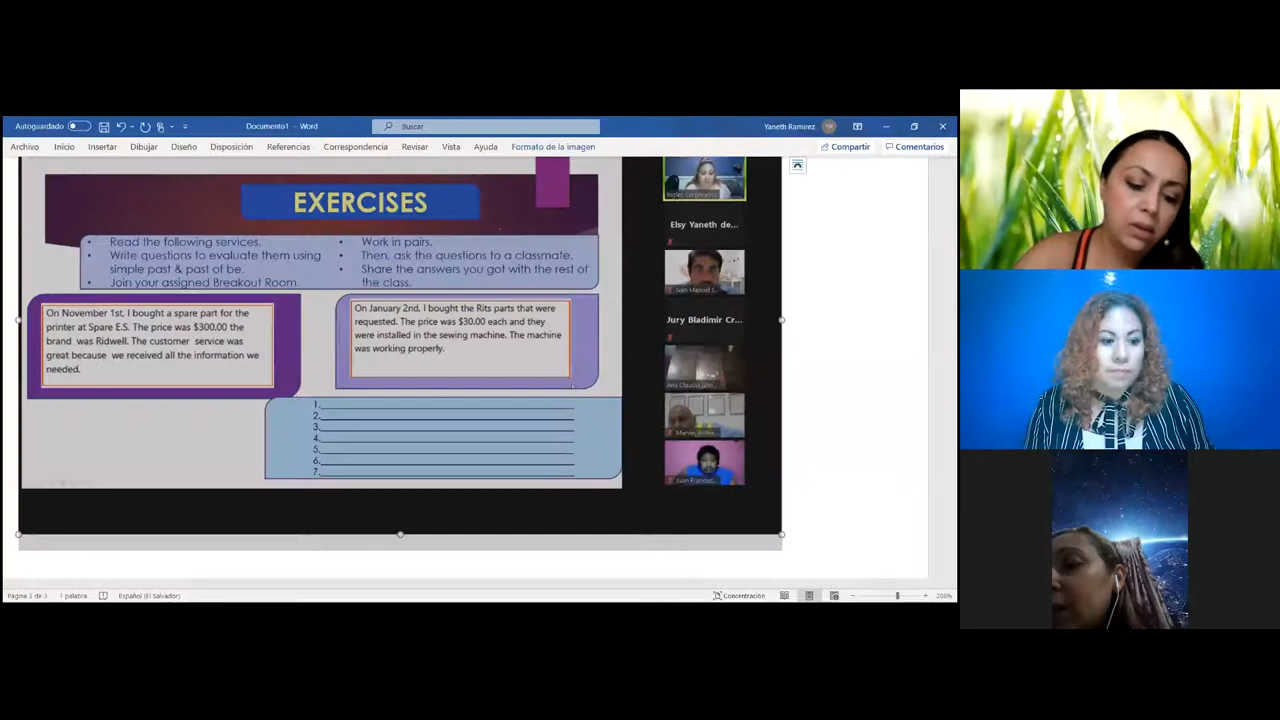 Autoguardado
Documento1 - Word
Buscar
Yaneth Ramirez
YR
Archivo Inicio Insertar Dibujar Diseño Disposición Referencias Correspondencia Revisar Vista Ayuda Formato de la imagen
Compartir
Comentarios
EXERCISES
• Read the following services.
• Write questions to evaluate them using
simple past & past of be.
• Join your assigned Breakout Room.
• Work in pairs.
• Then, ask the questions to a classmate.
• Share the answers you got with the rest of
the class.
On November 1st, I bought a spare part for the
printer at Spare E.S. The price was $300.00 the
brand was Ridwell. The customer service was
great because we received all the information we
needed.
On January 2nd, I bought the Rits parts that were
requested. The price was $30.00 each and they
were installed in the sewing machine. The machine
was working properly.
1.
2.
3.
4.
5.
6.
7.
Elsy Yaneth de...
Ivan Manuel
Jury Bladimir Cr...
Ana Claudia
Juan Francisc...
Página 3 de 3
1 palabra
Español (El Salvador)
Concentración